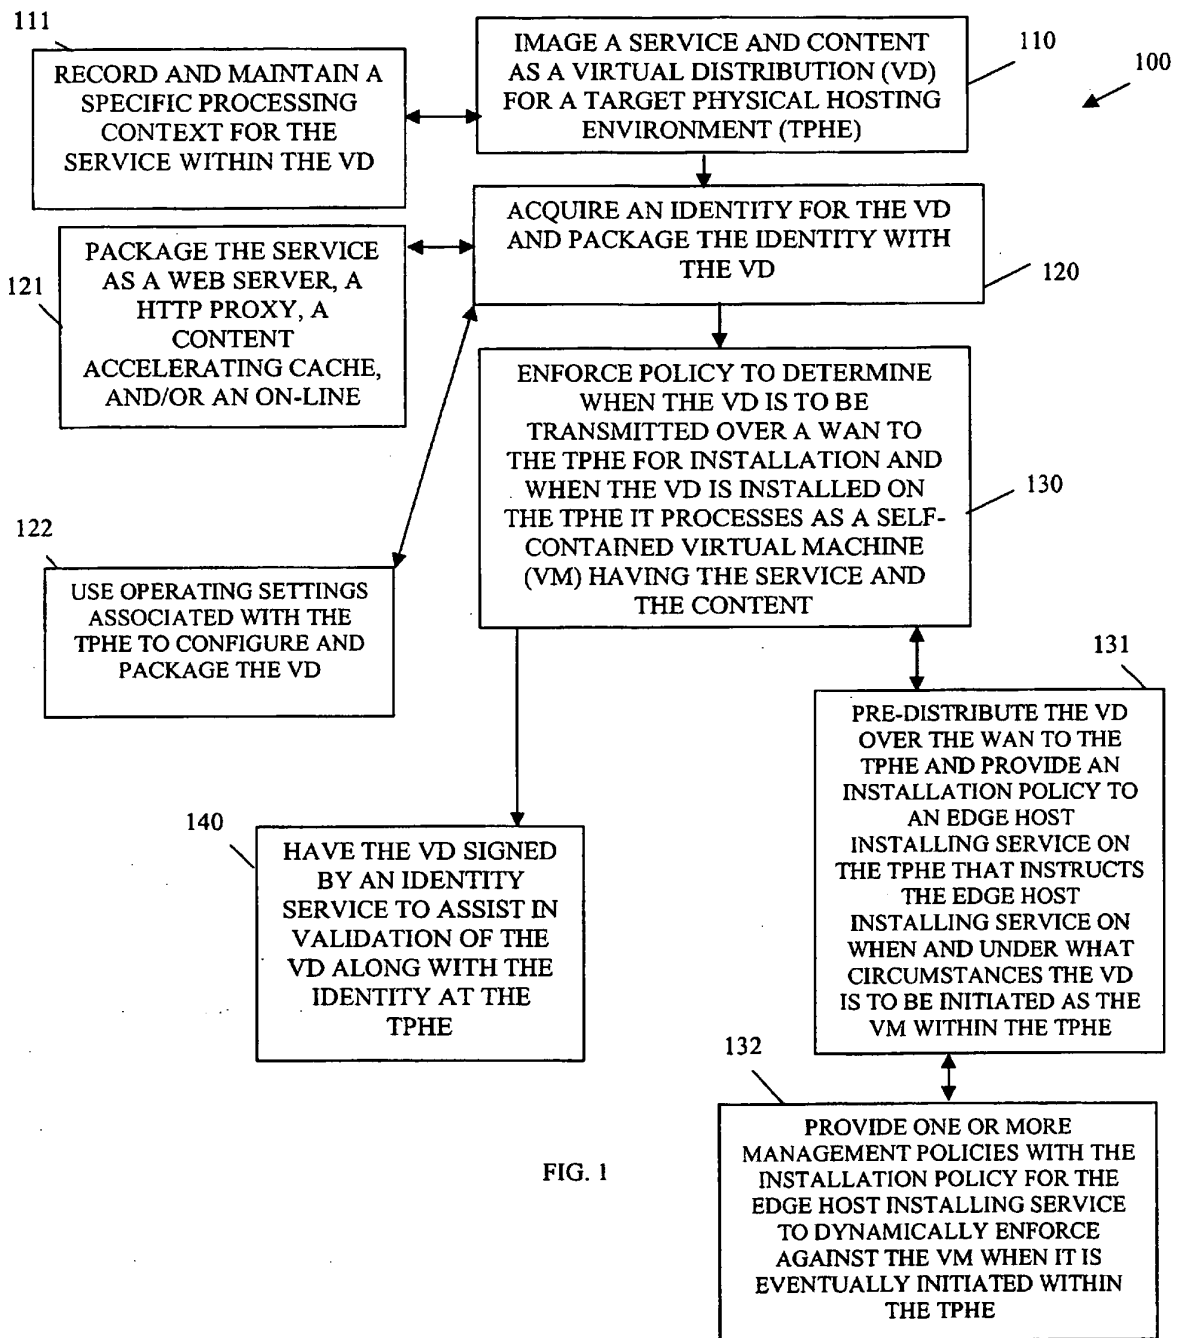 111
RECORD AND MAINTAIN A
SPECIFIC PROCESSING
CONTEXT FOR THE
SERVICE WITHIN THE VD
IMAGE A SERVICE AND CONTENT
AS A VIRTUAL DISTRIBUTION (VD)
FOR A TARGET PHYSICAL HOSTING
ENVIRONMENT (TPHE)
110
100
ACQUIRE AN IDENTITY FOR THE VD
AND PACKAGE THE IDENTITY WITH
THE VD
120
121
PACKAGE THE SERVICE
AS A WEB SERVER, A
HTTP PROXY, A
CONTENT
ACCELERATING CACHE,
AND/OR AN ON-LINE
ENFORCE POLICY TO DETERMINE
WHEN THE VD IS TO BE
TRANSMITTED OVER A WAN TO
THE TPHE FOR INSTALLATION AND
WHEN THE VD IS INSTALLED ON
THE TPHE IT PROCESSES AS A SELF-
CONTAINED VIRTUAL MACHINE
(VM) HAVING THE SERVICE AND
THE CONTENT
130
122
USE OPERATING SETTINGS
ASSOCIATED WITH THE
TPHE TO CONFIGURE AND
PACKAGE THE VD
131
PRE-DISTRIBUTE THE VD
OVER THE WAN TO THE
TPHE AND PROVIDE AN
INSTALLATION POLICY TO
AN EDGE HOST
INSTALLING SERVICE ON
THE TPHE THAT INSTRUCTS
THE EDGE HOST
INSTALLING SERVICE ON
WHEN AND UNDER WHAT
CIRCUMSTANCES THE VD
IS TO BE INITIATED AS THE
VM WITHIN THE TPHE
140
HAVE THE VD SIGNED
BY AN IDENTITY
SERVICE TO ASSIST IN
VALIDATION OF THE
VD ALONG WITH THE
IDENTITY AT THE
TPHE
132
PROVIDE ONE OR MORE
MANAGEMENT POLICIES WITH THE
INSTALLATION POLICY FOR THE
EDGE HOST INSTALLING SERVICE
TO DYNAMICALLY ENFORCE
AGAINST THE VM WHEN IT IS
EVENTUALLY INITIATED WITHIN
THE TPHE
FIG. 1